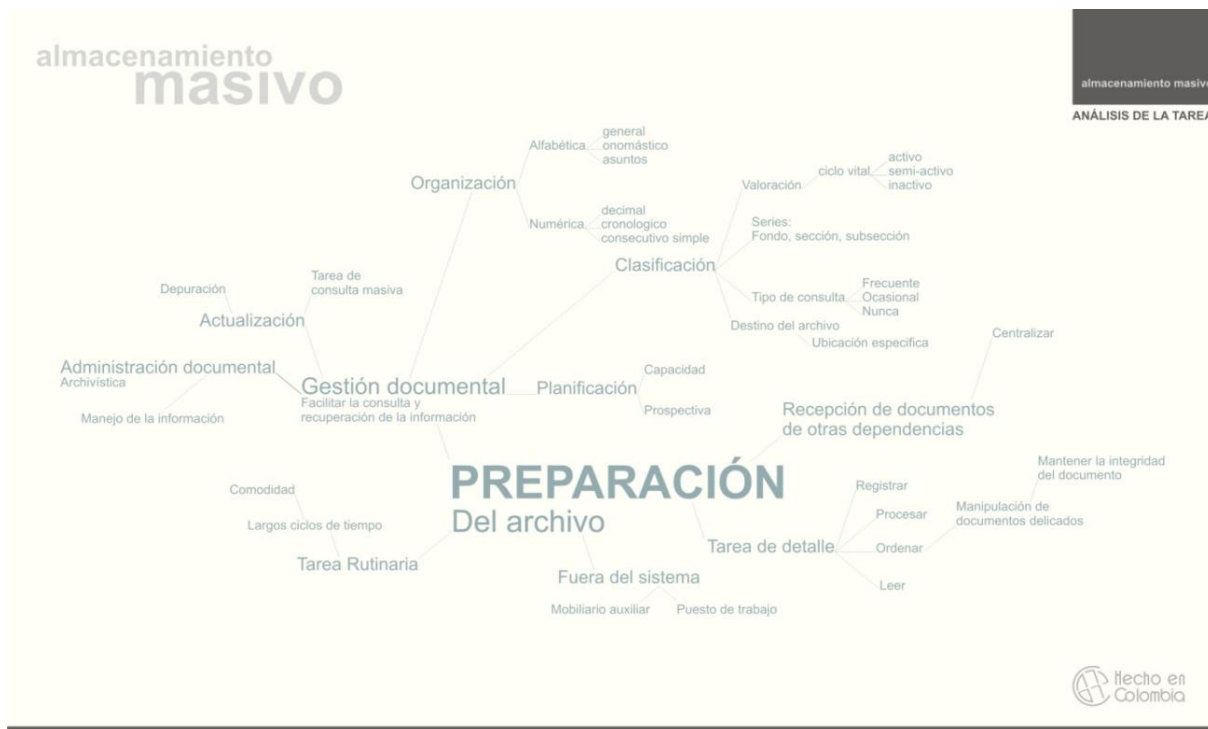 almacenamiento
masivo
almacenamiento masivo
ANÁLISIS DE LA TAREA
general
Alfabética
onomástico
asuntos
Organización
decimal
Numérica
cronologico
consecutivo simple
activo
ciclo vital
semi-activo
Valoración
inactivo
Series:
Fondo, sección, subsección
Clasificación
Frecuente
Tipo de consulta
Ocasional
Nunca
Destino del archivo
Ubicación especifica
Tarea de
consulta masiva
Depuración
Actualización
Centralizar
Administración documental
Archivística
Manejo de la información
Gestión documental
Facilitar la consulta y
recuperación de la información
Planificación
Capacidad
Prospectiva
Recepción de documentos
de otras dependencias
PREPARACIÓN
Del archivo
Comodidad
Largos ciclos de tiempo
Tarea Rutinaria
Fuera del sistema
Mobiliario auxiliar
Puesto de trabajo
Tarea de detalle
Registrar
Procesar
Ordenar
Leer
Mantener la integridad
del documento
Manipulación de
documentos delicados
Hecho en
Colombia